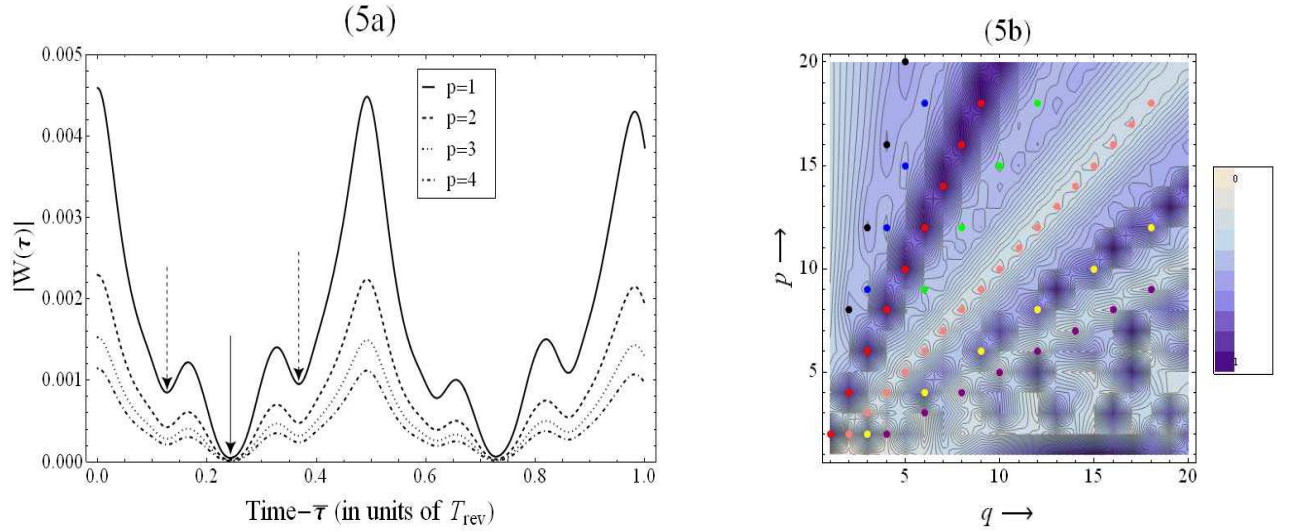 (5a)
0.005
0.004
0.003
0.002
0.001
0.000
|W(τ)|
p=1
p=2
p=3
p=4
0.0
0.2
0.4
0.6
0.8
1.0
Time−τ̄ (in units of T_rev)
(5b)
20
15
10
5
p ⟶
5
10
15
20
q ⟶
0
1